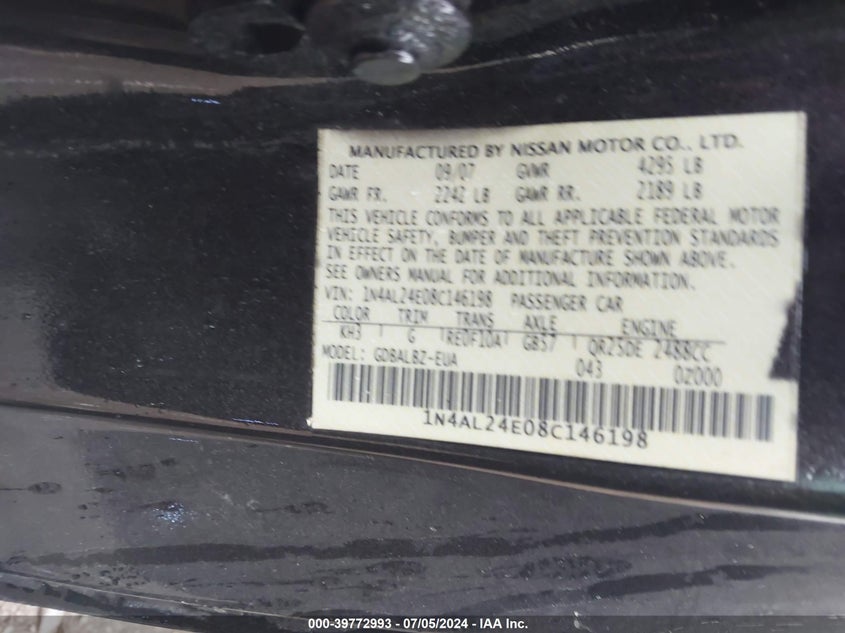 MANUFACTURED BY NISSAN MOTOR CO., LTD.
DATE 09/07 GVWR 4295 LB
GAWR FR. 2242 LB GAWR RR. 2189 LB
THIS VEHICLE CONFORMS TO ALL APPLICABLE FEDERAL MOTOR
VEHICLE SAFETY, BUMPER AND THEFT PREVENTION STANDARDS
IN EFFECT ON THE DATE OF MANUFACTURE SHOWN ABOVE.
SEE OWNERS MANUAL FOR ADDITIONAL INFORMATION.
VIN: 1N4AL24E08C146198 PASSENGER CAR
COLOR TRIM TRANS AXLE ENGINE
KH3 G RE0F10A GB57 QR25DE 2488CC
MODEL: GDBALBZ-EUA 043 0Z000
1N4AL24E08C146198
000-39772993 - 07/05/2024 - IAA Inc.